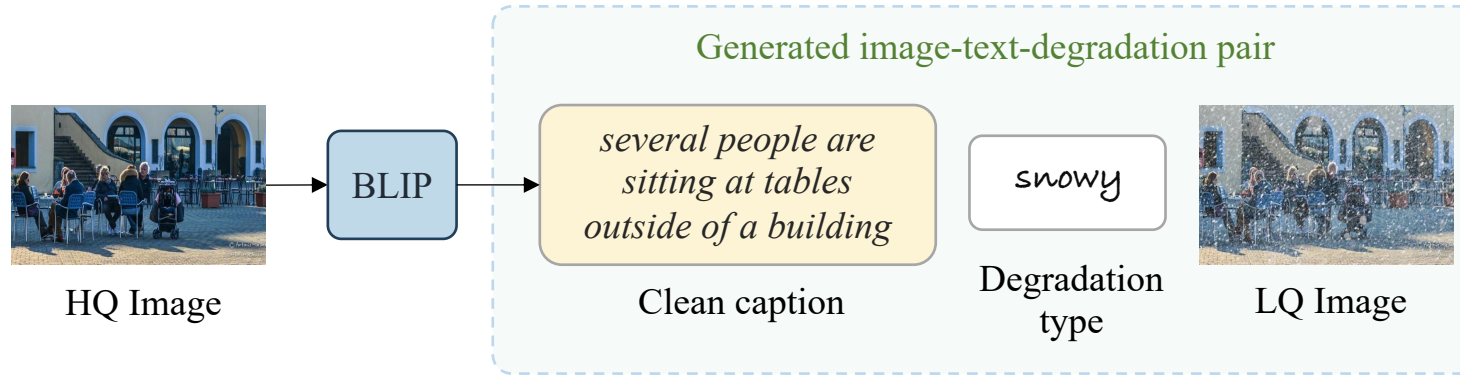 Generated image-text-degradation pair
BLIP
several people are
sitting at tables
outside of a building
snowy
HQ Image
Clean caption
Degradation
type
LQ Image